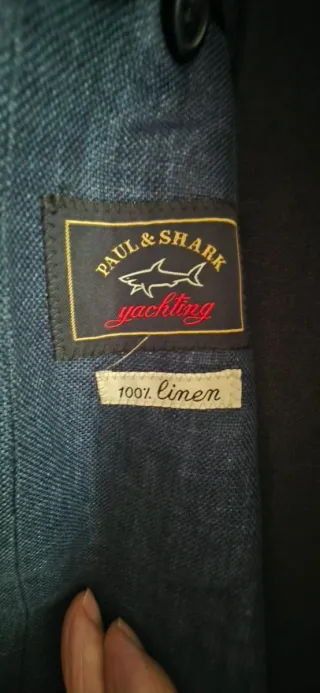 PAUL & SHARK
yachting
100% linen